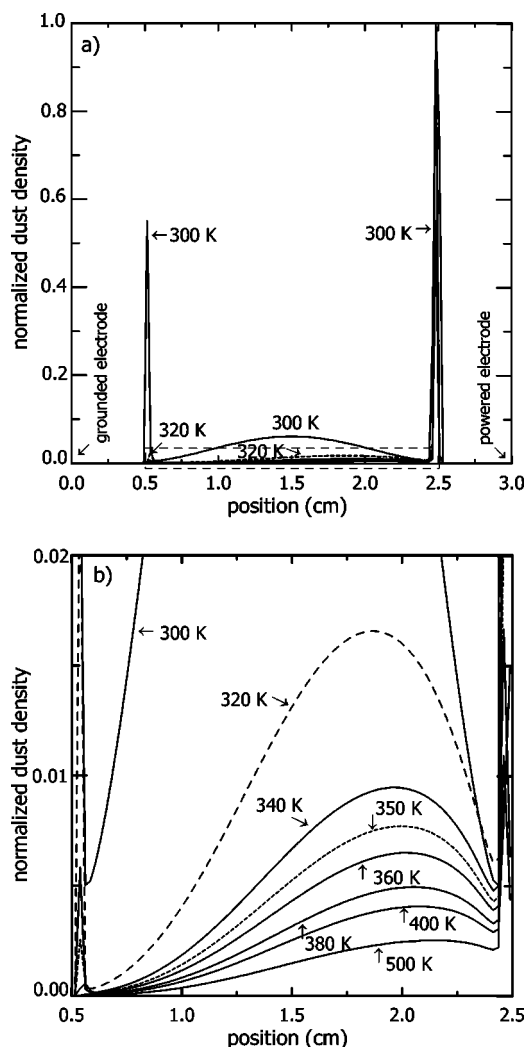 a)
1.0
0.8
0.6
0.4
0.2
0.0
normalized dust density
←300 K
300 K→
grounded electrode
powered electrode
320 K
300 K
320 K
0.0 0.5 1.0 1.5 2.0 2.5 3.0
position (cm)
b)
0.02
0.01
0.00
normalized dust density
←300 K
320 K
340 K
350 K
360 K
400 K
380 K
500 K
0.5 1.0 1.5 2.0 2.5
position (cm)